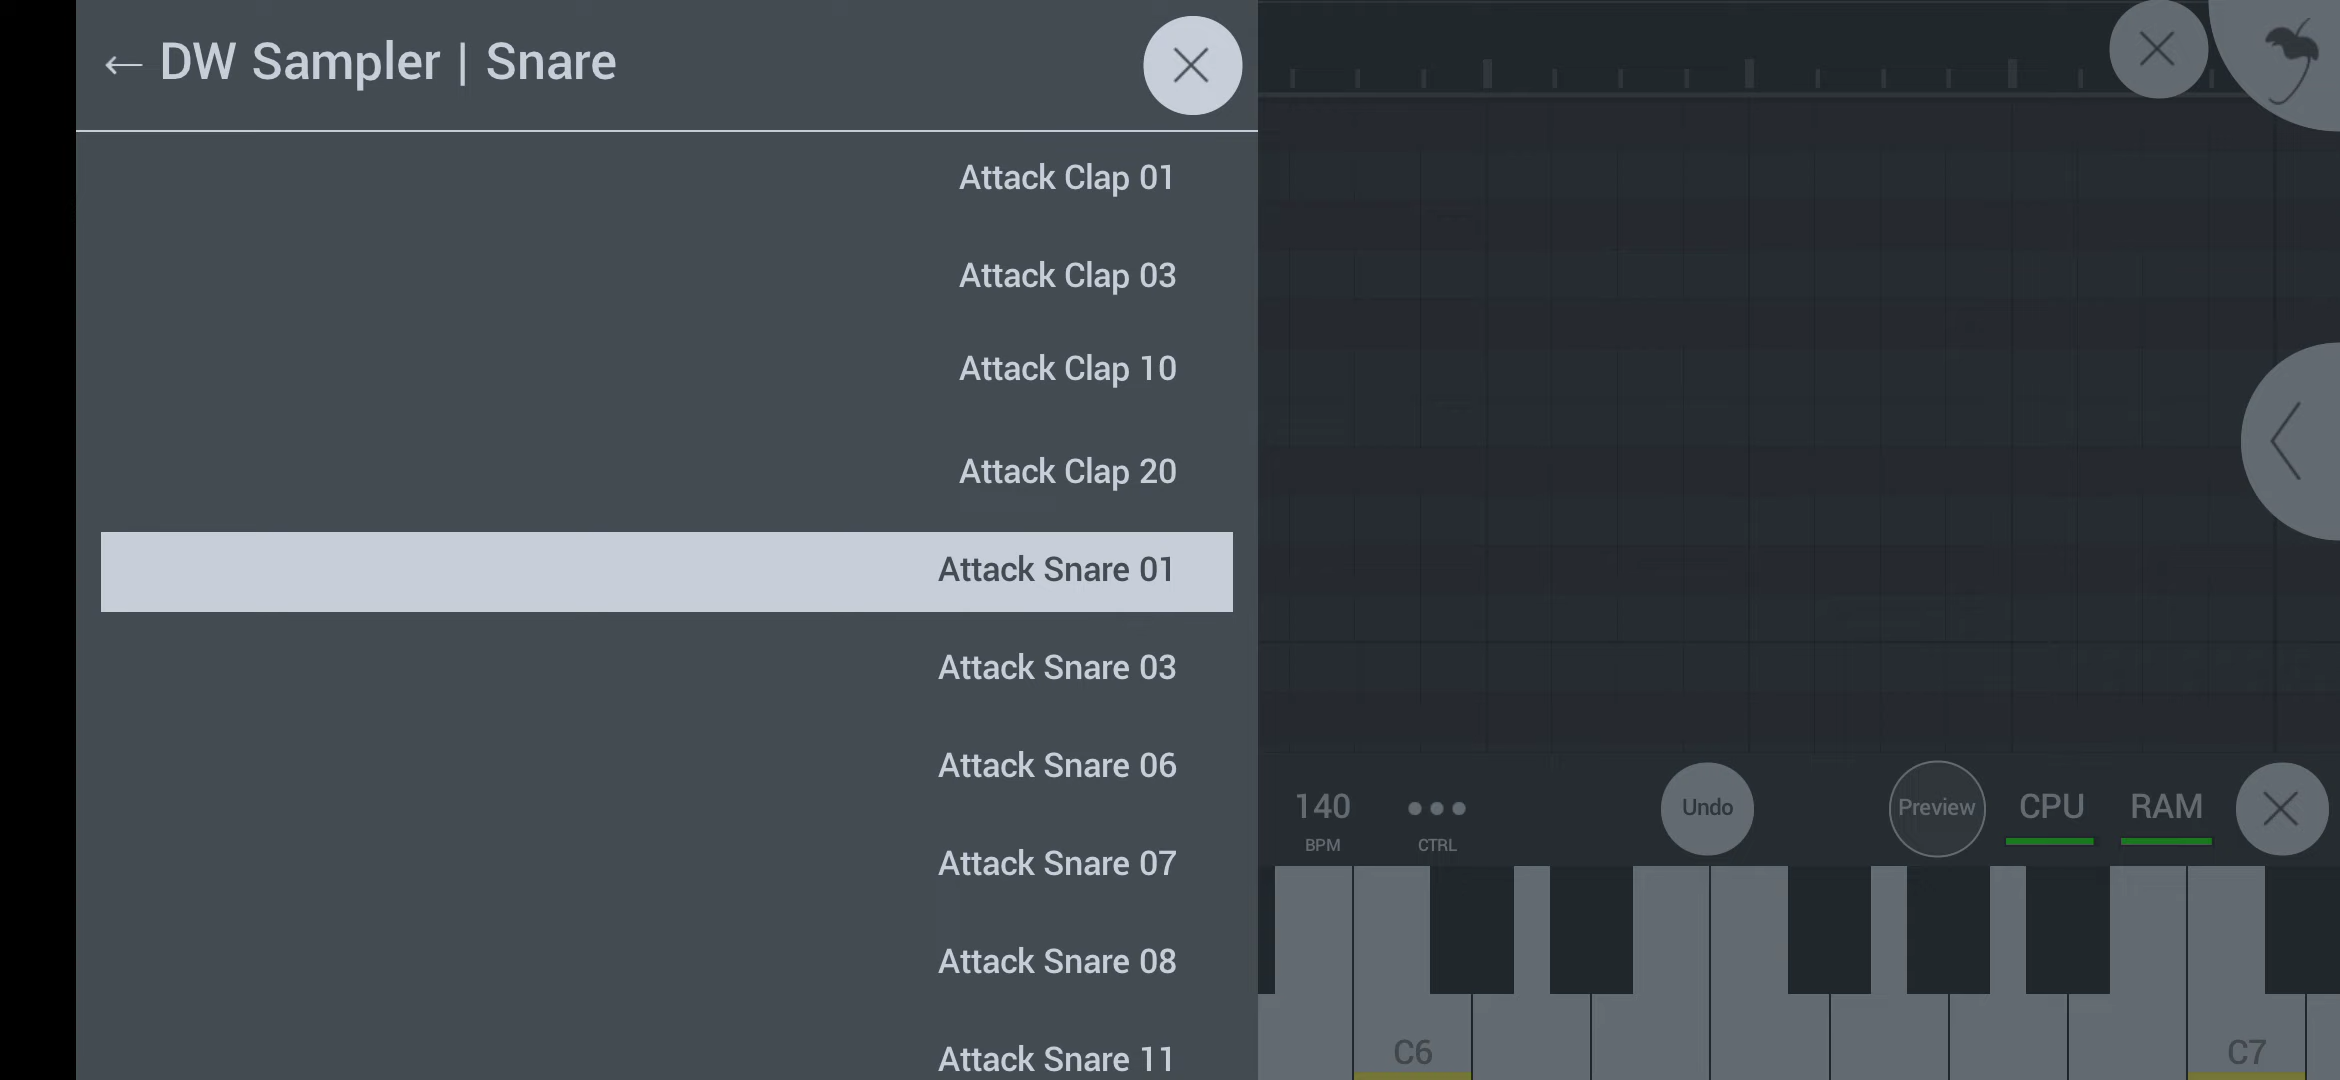 DW Sampler | Snare
Attack Clap 01
Attack Clap 03
Attack Clap 10
Attack Clap 20
Attack Snare 01
Attack Snare 03
Attack Snare 06
Attack Snare 07
Attack Snare 08
Attack Snare 11
140
BPM
CTRL
Undo
Preview
CPU
RAM
C6
C7